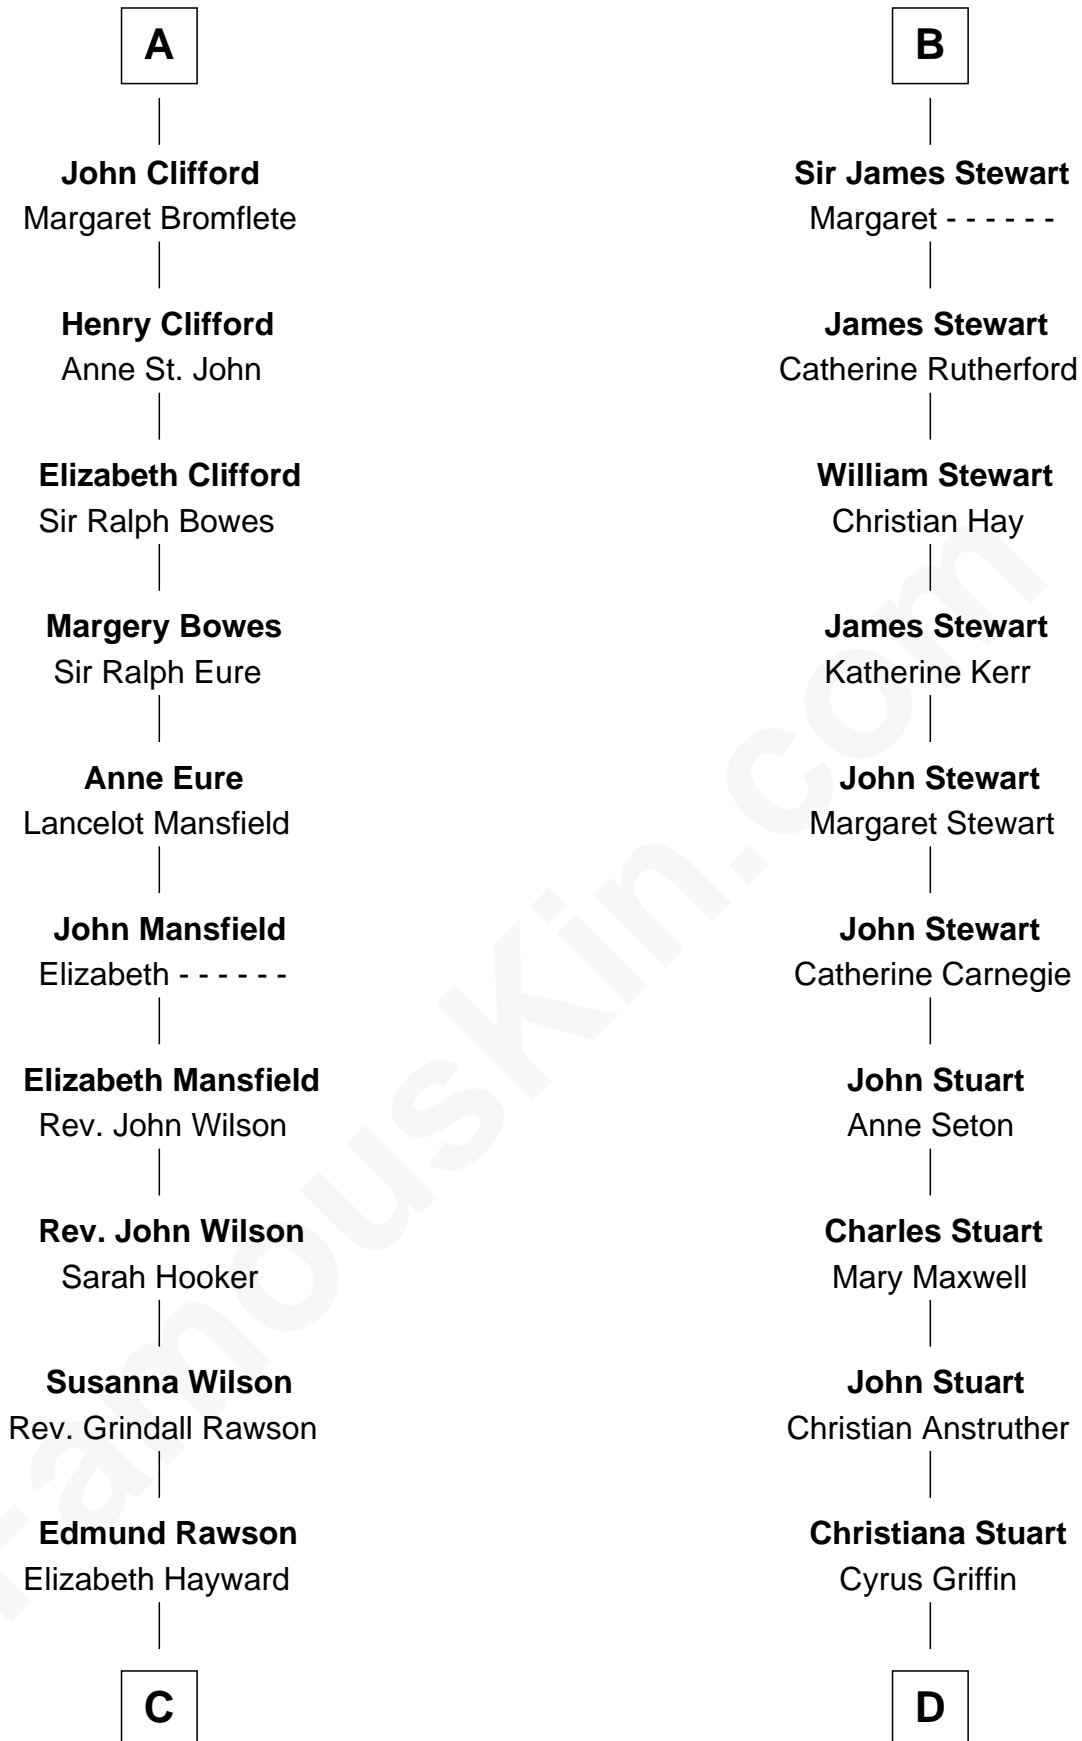 A
John Clifford
Margaret Bromflete
Henry Clifford
Anne St. John
Elizabeth Clifford
Sir Ralph Bowes
Margery Bowes
Sir Ralph Eure
Anne Eure
Lancelot Mansfield
John Mansfield
Elizabeth - - - - - -
Elizabeth Mansfield
Rev. John Wilson
Rev. John Wilson
Sarah Hooker
Susanna Wilson
Rev. Grindall Rawson
Edmund Rawson
Elizabeth Hayward
C
B
Sir James Stewart
Margaret - - - - - -
James Stewart
Catherine Rutherford
William Stewart
Christian Hay
James Stewart
Katherine Kerr
John Stewart
Margaret Stewart
John Stewart
Catherine Carnegie
John Stuart
Anne Seton
Charles Stuart
Mary Maxwell
John Stuart
Christian Anstruther
Christiana Stuart
Cyrus Griffin
D
FamousKin.com